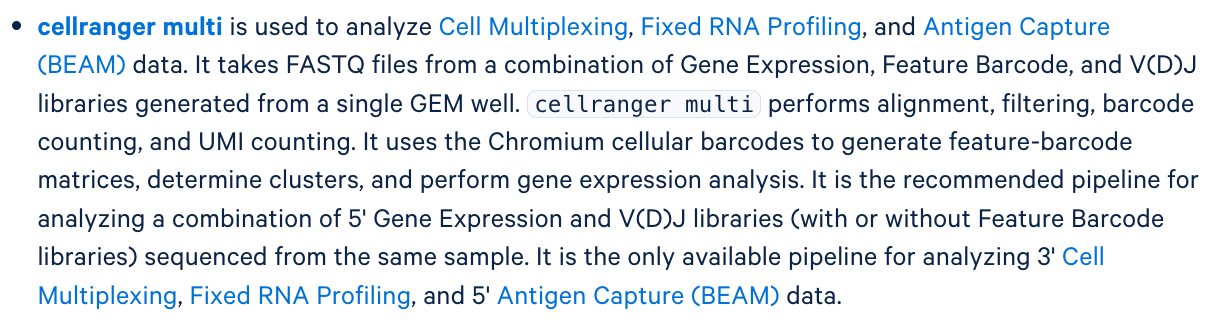 • cellranger multi is used to analyze Cell Multiplexing, Fixed RNA Profiling, and Antigen Capture
(BEAM) data. It takes FASTQ files from a combination of Gene Expression, Feature Barcode, and V(D)J
libraries generated from a single GEM well. cellranger multi performs alignment, filtering, barcode
counting, and UMI counting. It uses the Chromium cellular barcodes to generate feature-barcode
matrices, determine clusters, and perform gene expression analysis. It is the recommended pipeline for
analyzing a combination of 5' Gene Expression and V(D)J libraries (with or without Feature Barcode
libraries) sequenced from the same sample. It is the only available pipeline for analyzing 3' Cell
Multiplexing, Fixed RNA Profiling, and 5' Antigen Capture (BEAM) data.